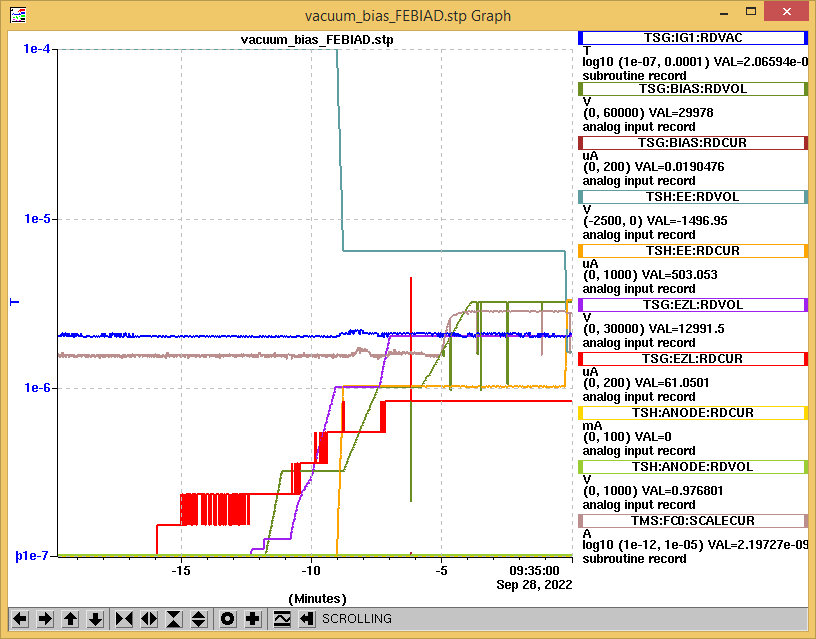 vacuum_bias_FEBIAD.stp Graph
vacuum_bias_FEBIAD.stp
1e-4
1e-5
T
1e-6
1e-7
-15
-10
-5
09:35:00
Sep 28, 2022
(Minutes)
TSG:IG1:RDVAC
T
log10 (1e-07, 0.0001) VAL=2.06594e-0
subroutine record
TSG:BIAS:RDVOL
V
(0, 60000) VAL=29978
analog input record
TSG:BIAS:RDCUR
uA
(0, 200) VAL=0.0190476
analog input record
TSH:EE:RDVOL
V
(-2500, 0) VAL=-1496.95
analog input record
TSH:EE:RDCUR
uA
(0, 1000) VAL=503.053
analog input record
TSG:EZL:RDVOL
V
(0, 30000) VAL=12991.5
analog input record
TSG:EZL:RDCUR
uA
(0, 200) VAL=61.0501
analog input record
TSH:ANODE:RDCUR
mA
(0, 100) VAL=0
analog input record
TSH:ANODE:RDVOL
V
(0, 1000) VAL=0.976801
analog input record
TMS:FC0:SCALECUR
A
log10 (1e-12, 1e-05) VAL=2.19727e-09
subroutine record
SCROLLING